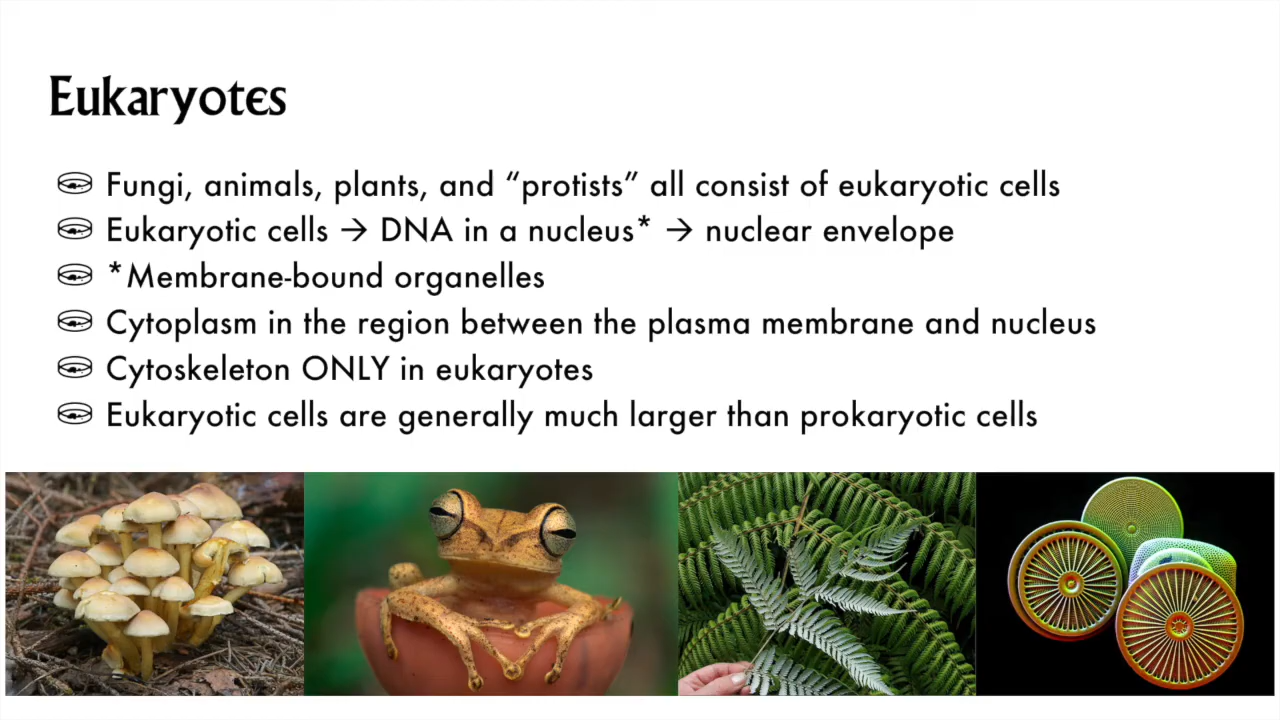 Eukaryotes
Fungi, animals, plants, and “protists” all consist of eukaryotic cells
Eukaryotic cells → DNA in a nucleus* → nuclear envelope
*Membrane-bound organelles
Cytoplasm in the region between the plasma membrane and nucleus
Cytoskeleton ONLY in eukaryotes
Eukaryotic cells are generally much larger than prokaryotic cells